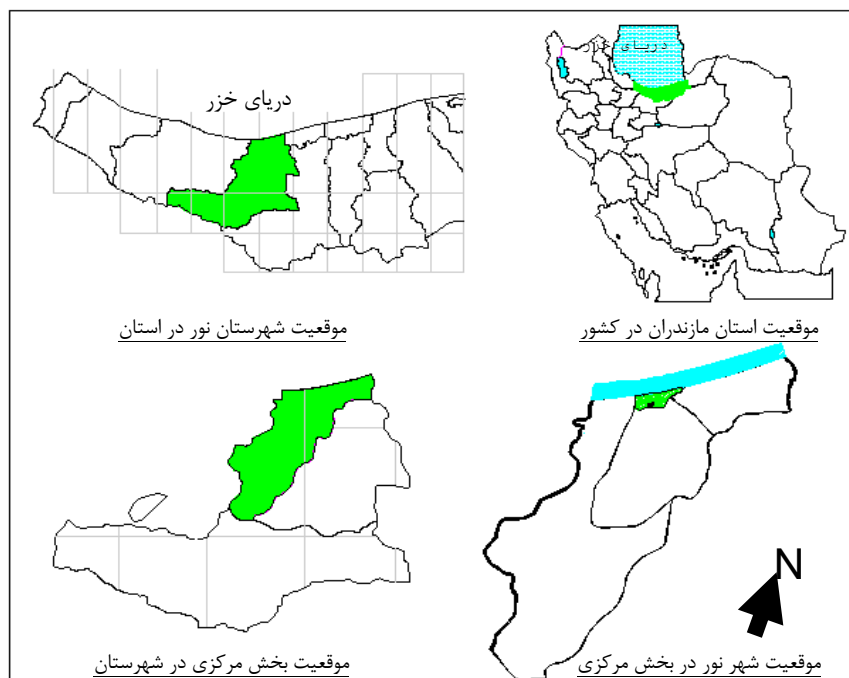 دریای خزر
دریای خزر
موقعیت استان مازندران در کشور
موقعیت شهرستان نور در استان
N
موقعیت شهر نور در بخش مرکزی
موقعیت بخش مرکزی در شهرستان